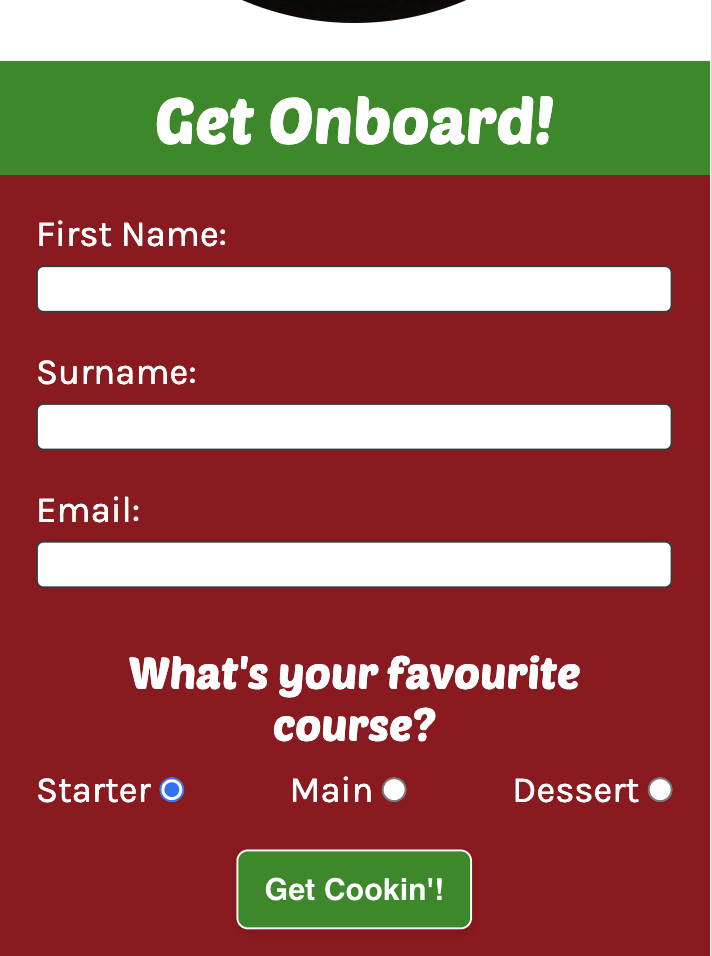 Get Onboard!
First Name:
Surname:
Email:
What's your favourite
course?
Starter Main Dessert
Get Cookin'!